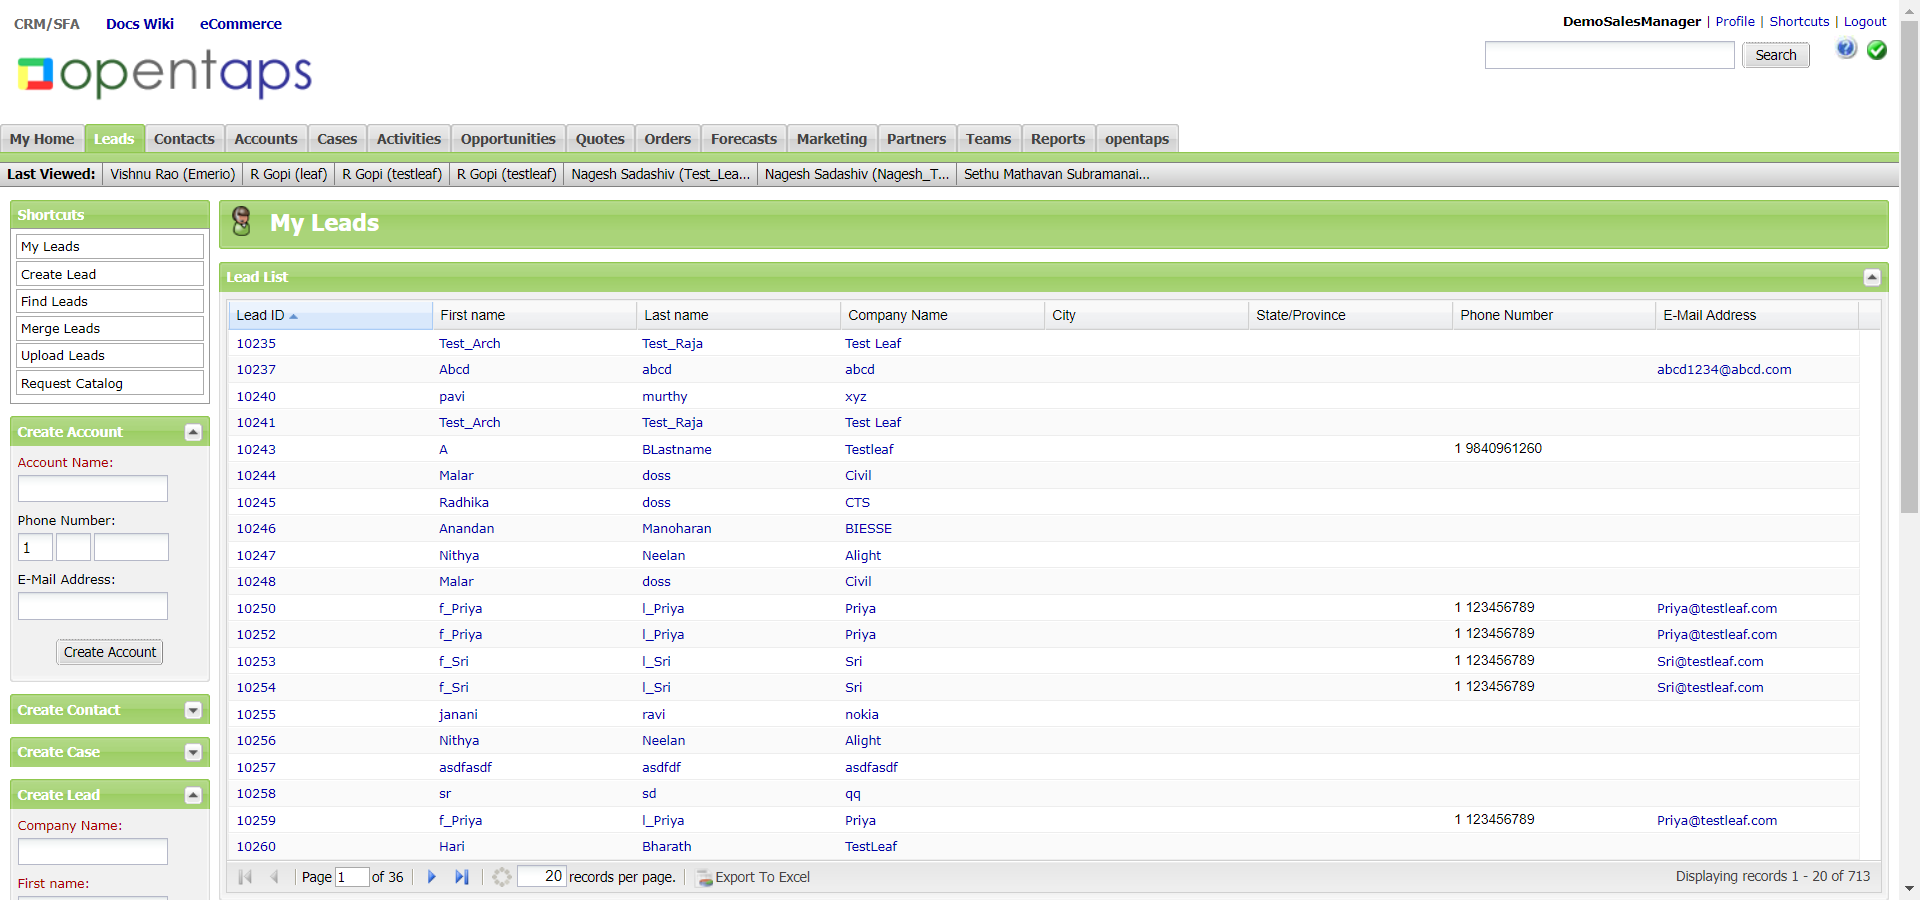 CRM/SFA Docs Wiki eCommerce
DemoSalesManager | Profile | Shortcuts | Logout
opentaps
Search
My Home Leads Contacts Accounts Cases Activities Opportunities Quotes Orders Forecasts Marketing Partners Teams Reports opentaps
Last Viewed: Vishnu Rao (Emerio) R Gopi (leaf) R Gopi (testleaf) R Gopi (testleaf) Nagesh Sadashiv (Test_Lea... Nagesh Sadashiv (Nagesh_T... Sethu Mathavan Subramanai...
Shortcuts
My Leads
Create Lead
Find Leads
Merge Leads
Upload Leads
Request Catalog
Create Account
Account Name:
Phone Number:
1
E-Mail Address:
Create Account
Create Contact
Create Case
Create Lead
Company Name:
First name:
My Leads
Lead List
Lead ID First name Last name Company Name City State/Province Phone Number E-Mail Address
10235 Test_Arch Test_Raja Test Leaf
10237 Abcd abcd abcd abcd1234@abcd.com
10240 pavi murthy xyz
10241 Test_Arch Test_Raja Test Leaf
10243 A BLastname Testleaf 1 9840961260
10244 Malar doss Civil
10245 Radhika doss CTS
10246 Anandan Manoharan BIESSE
10247 Nithya Neelan Alight
10248 Malar doss Civil
10250 f_Priya l_Priya Priya 1 123456789 Priya@testleaf.com
10252 f_Priya l_Priya Priya 1 123456789 Priya@testleaf.com
10253 f_Sri l_Sri Sri 1 123456789 Sri@testleaf.com
10254 f_Sri l_Sri Sri 1 123456789 Sri@testleaf.com
10255 janani ravi nokia
10256 Nithya Neelan Alight
10257 asdfasdf asdfdf asdfasdf
10258 sr sd qq
10259 f_Priya l_Priya Priya 1 123456789 Priya@testleaf.com
10260 Hari Bharath TestLeaf
Page 1 of 36 20 records per page. Export To Excel Displaying records 1 - 20 of 713